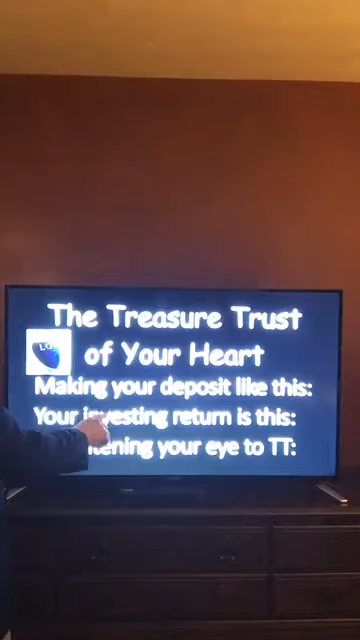 The Treasure Trust
of Your Heart
Making your deposit like this:
Your investing return is this:
your eye to TT: